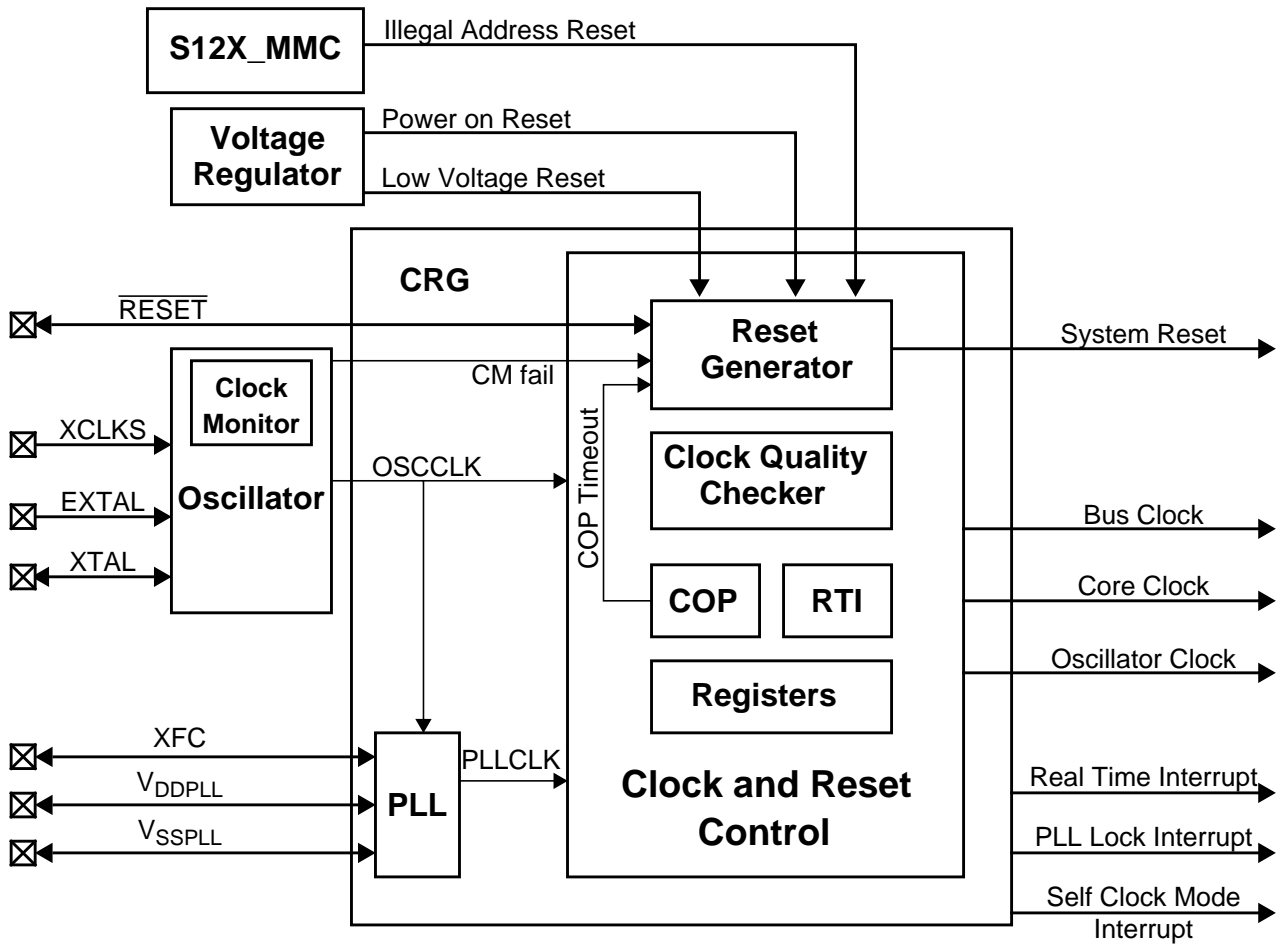 S12X_MMC
Illegal Address Reset
Voltage
Regulator
Power on Reset
Low Voltage Reset
CRG
RESET
Reset
Generator
System Reset
CM fail
Clock
Monitor
XCLKS
COP Timeout
Clock Quality
Checker
OSCCLK
Oscillator
EXTAL
Bus Clock
XTAL
COP
RTI
Core Clock
Oscillator Clock
Registers
XFC
PLLCLK
Clock and Reset
Control
Real Time Interrupt
VDDPLL
PLL
VSSPLL
PLL Lock Interrupt
Self Clock Mode
Interrupt